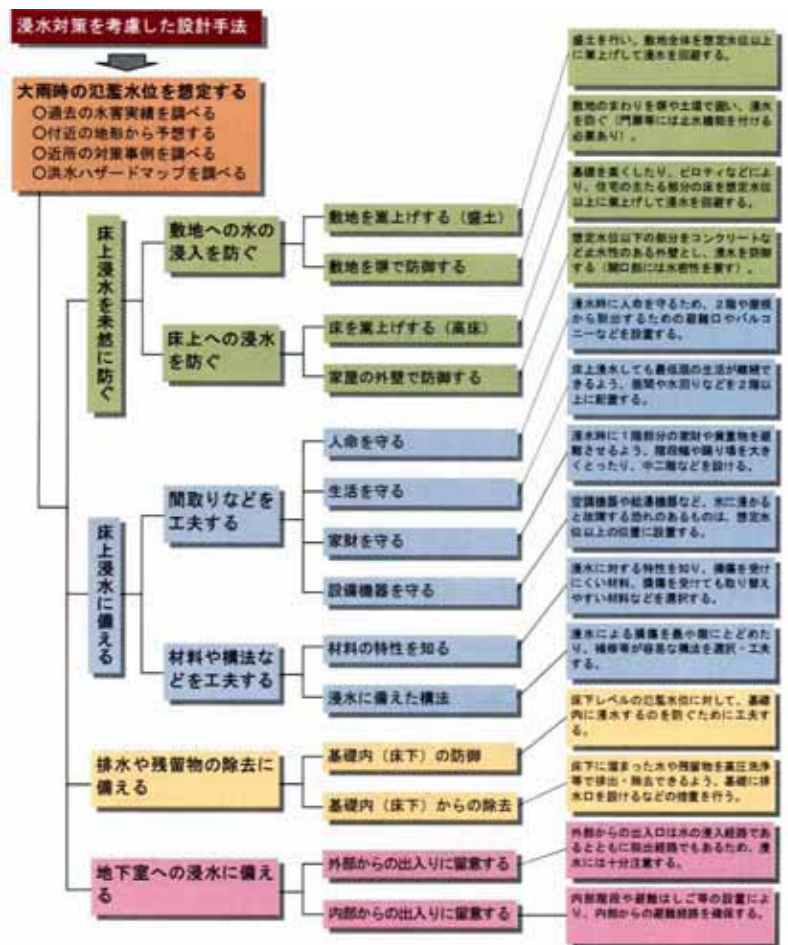 浸水対策を考慮した設計手法
大雨時の氾濫水位を想定する
○過去の水害実績を調べる
○付近の地形から予想する
○近所の対策事例を調べる
○洪水ハザードマップを調べる
床上浸水を未然に防ぐ
敷地への水の
浸入を防ぐ
敷地を嵩上げする（盛土）
盛土を行い、敷地全体を想定水位以上
に嵩上げして浸水を回避する。
敷地を塀で防御する
敷地のまわりを塀や土堤で囲い、浸水
を防ぐ（門扉等には止水機能を付ける
必要あり）。
床上への浸水
を防ぐ
床を嵩上げする（高床）
基礎を高くしたり、ピロティなどによ
り、住宅の主たる部分の床を想定水位
以上に嵩上げして浸水を回避する。
家屋の外壁で防御する
想定水位以下の部分をコンクリートな
ど止水性のある外壁とし、浸水を防御
する（開口部には水密性を要す）。
床上浸水に備える
間取りなどを
工夫する
人命を守る
浸水時に人命を守るため、２階や屋根
から脱出するための避難口やバルコ
ニーなどを設置する。
生活を守る
床上浸水しても最低限の生活が継続で
きるよう、居間や水回りなどを２階以
上に配置する。
家財を守る
浸水時に１階部分の家財や貴重物を避
難させるよう、階段幅や踊り場を大き
くとったり、中二階などを設ける。
設備機器を守る
空調機器や給湯機器など、水に浸かる
と故障する恐れのあるものは、想定水
位以上の位置に設置する。
材料や構法な
どを工夫する
材料の特性を知る
浸水に対する特性を知り、損傷を受け
にくい材料、損傷を受けても取り替え
やすい材料などを選択する。
浸水に備えた構法
浸水による損傷を最小限にとどめた
り、補修等が容易な構法を選択・工夫
する。
排水や残留物の除去に
備える
基礎内（床下）の防御
床下レベルの氾濫水位に対して、基礎
内に浸水するのを防ぐために工夫す
る。
基礎内（床下）からの除去
床下に溜まった水や残留物を高圧洗浄
等で排出・除去できるよう、基礎に排
水口を設けるなどの措置を行う。
地下室への浸水に備え
る
外部からの出入りに留意する
外部からの出入口は水の浸入経路であ
るとともに脱出経路でもあるため、浸
水には十分注意する。
内部からの出入りに留意する
内部階段や避難はしご等の設置によ
り、内部からの避難経路を確保する。